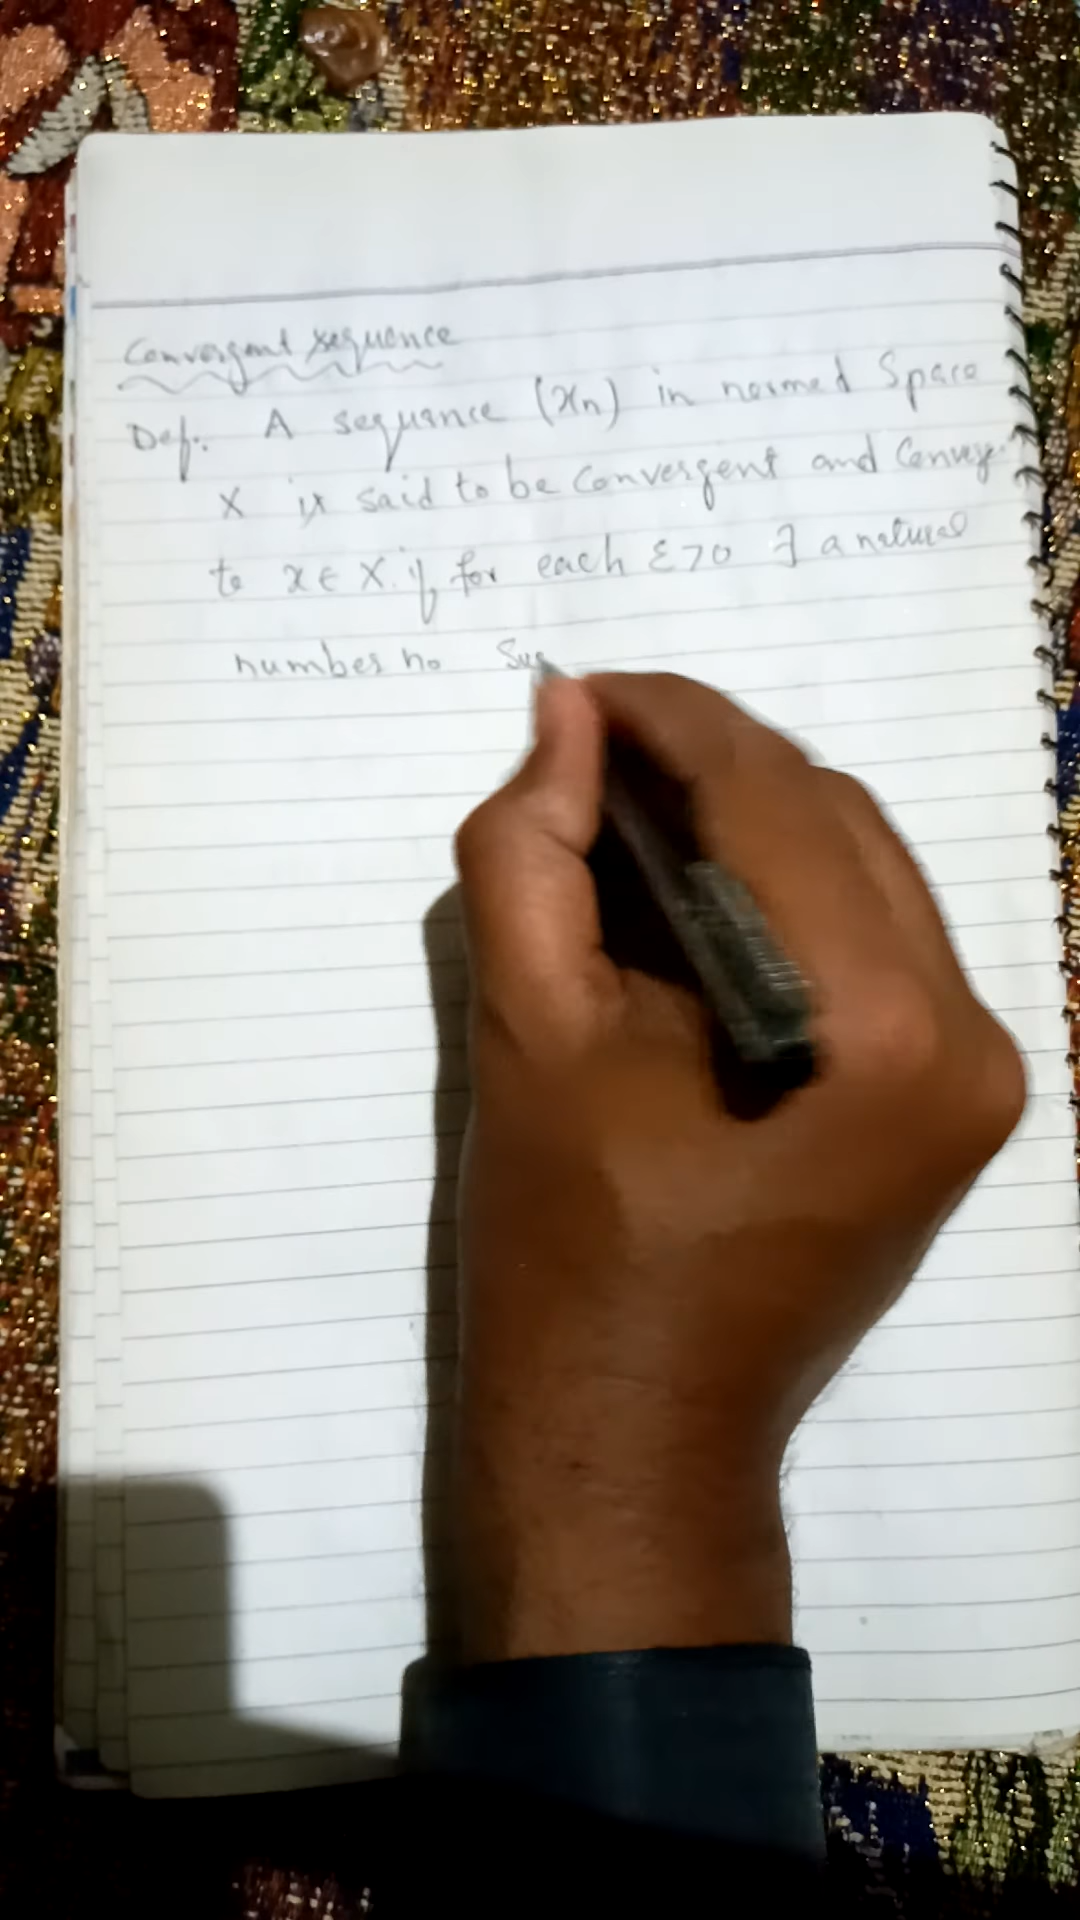 Convergent sequence
Def:. A sequence (xn) in normed Space
X is said to be Convergent and Converge
to x ∈ X. if for each ε>0 ∃ a natural
number no Suc